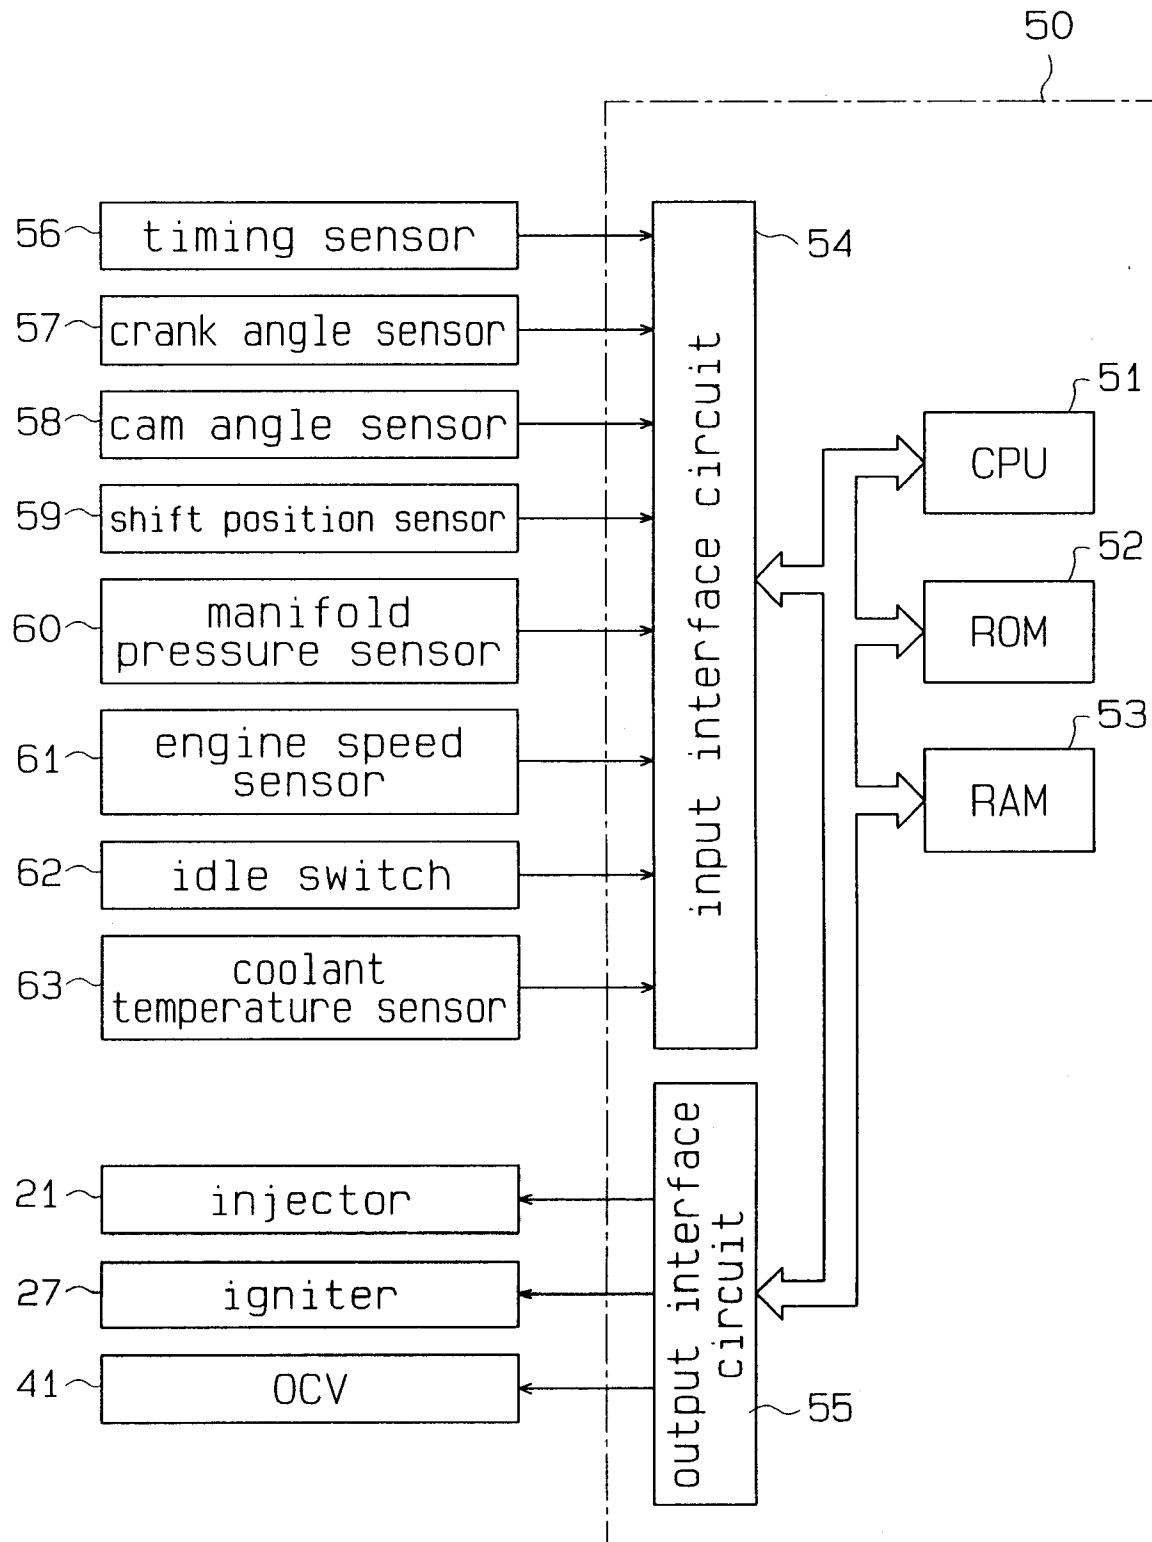 50
56
timing sensor
54
57
crank angle sensor
58
cam angle sensor
59
shift position sensor
60
manifold
pressure sensor
61
engine speed
sensor
62
idle switch
63
coolant
temperature sensor
input interface circuit
51
CPU
52
ROM
53
RAM
21
injector
27
igniter
41
OCV
output interface
circuit
55